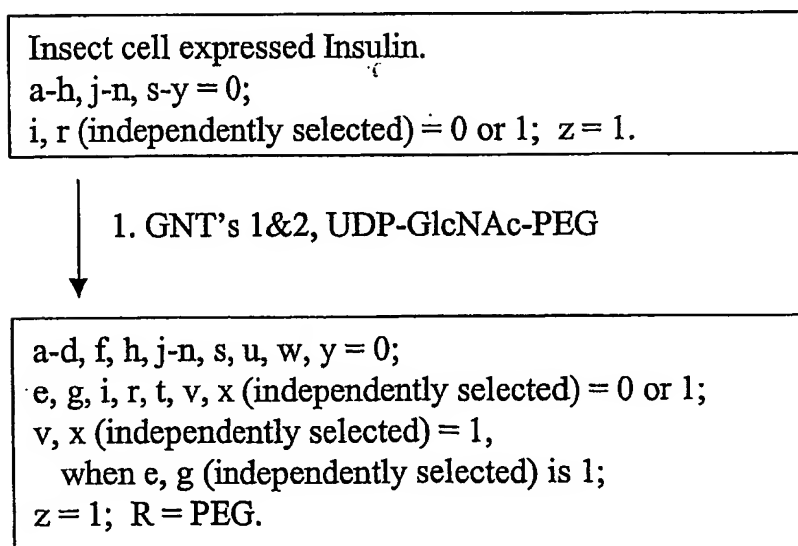 Insect cell expressed Insulin.
a-h, j-n, s-y = 0;
i, r (independently selected) = 0 or 1; z = 1.
1. GNT's 1&2, UDP-GlcNAc-PEG
a-d, f, h, j-n, s, u, w, y = 0;
e, g, i, r, t, v, x (independently selected) = 0 or 1;
v, x (independently selected) = 1,
when e, g (independently selected) is 1;
z = 1; R = PEG.